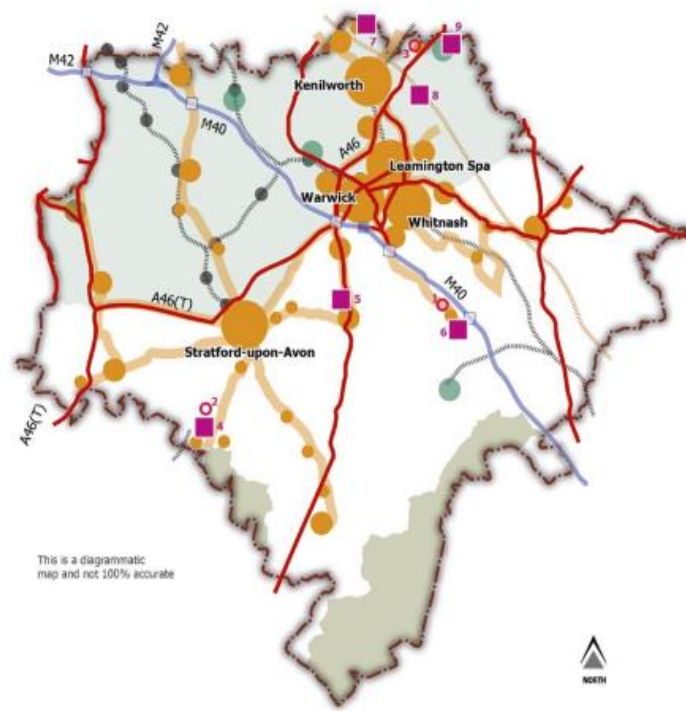 M42
M42
M40
7
3
9
8
Kenilworth
A46
Leamington Spa
Warwick
Whitnash
M40
A46(T)
5
1
6
Stratford-upon-Avon
A46(T)
2
4
This is a diagrammatic
map and not 100% accurate
NORTH